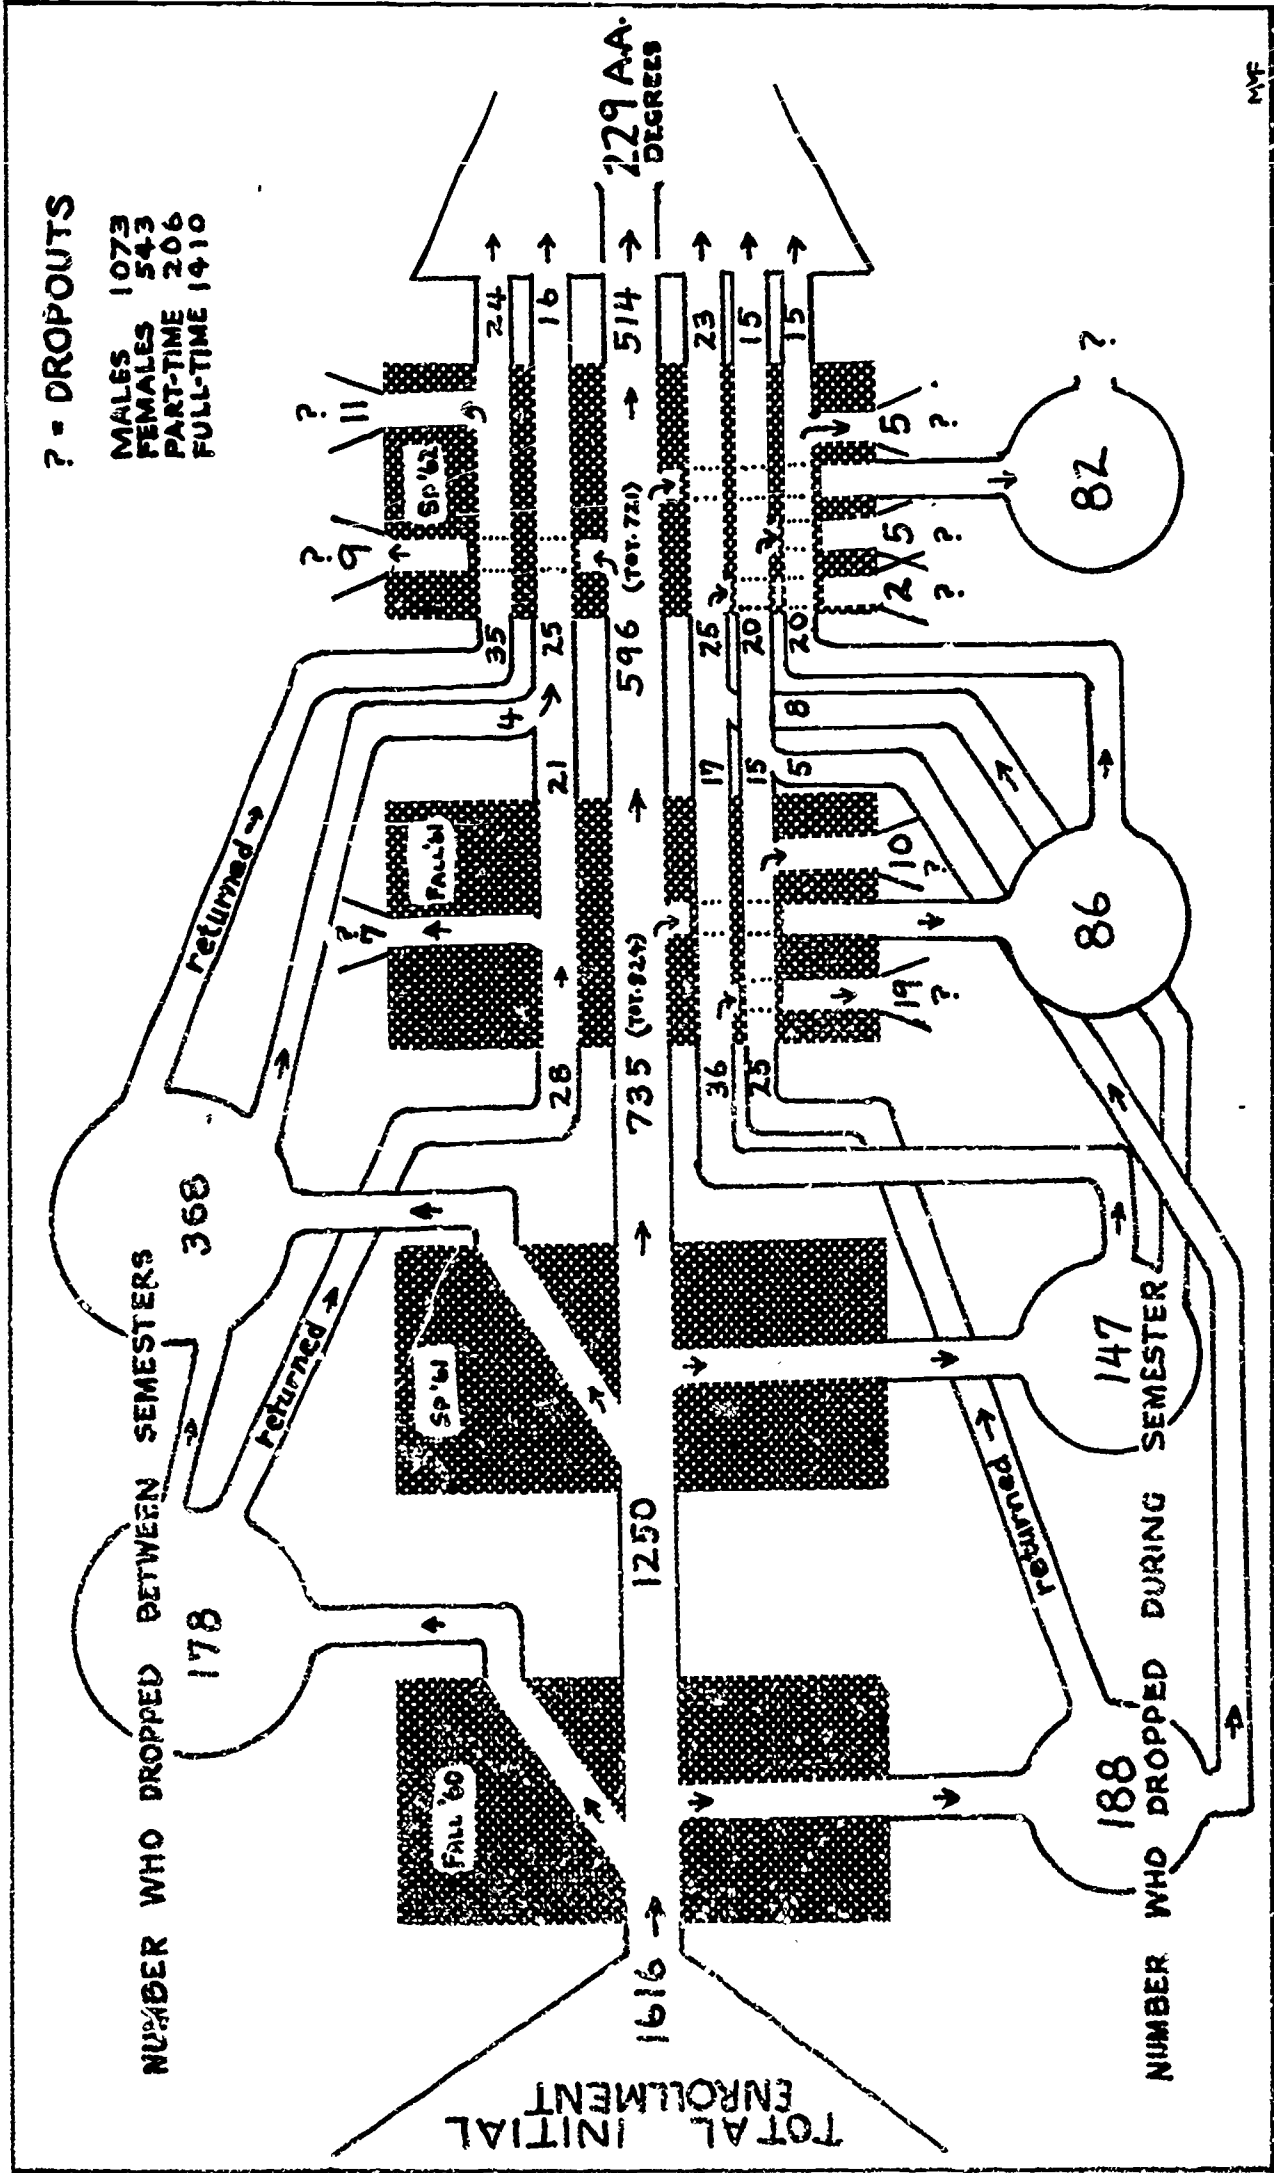 ? = DROPOUTS
MALES 1073
FEMALES 543
PART-TIME 206
FULL-TIME 1410
NUMBER WHO DROPPED BETWEEN SEMESTERS
178
368
returned →
returned →
? 7
? 9
? 11
FALL '60
SP '61
FALL '61
SP '62
28
21
4
35
25
24
16
TOTAL INITIAL
ENROLLMENT
1616
1250
735 (TOT. 824)
596 (TOT. 721)
514
229 A.A.
DEGREES
36
25
17
15
5
8
25
20
20
23
15
15
19
?
10
?
2
?
5
?
5
?
returned →
188
147
86
82
?
NUMBER WHO DROPPED DURING SEMESTER
MVF